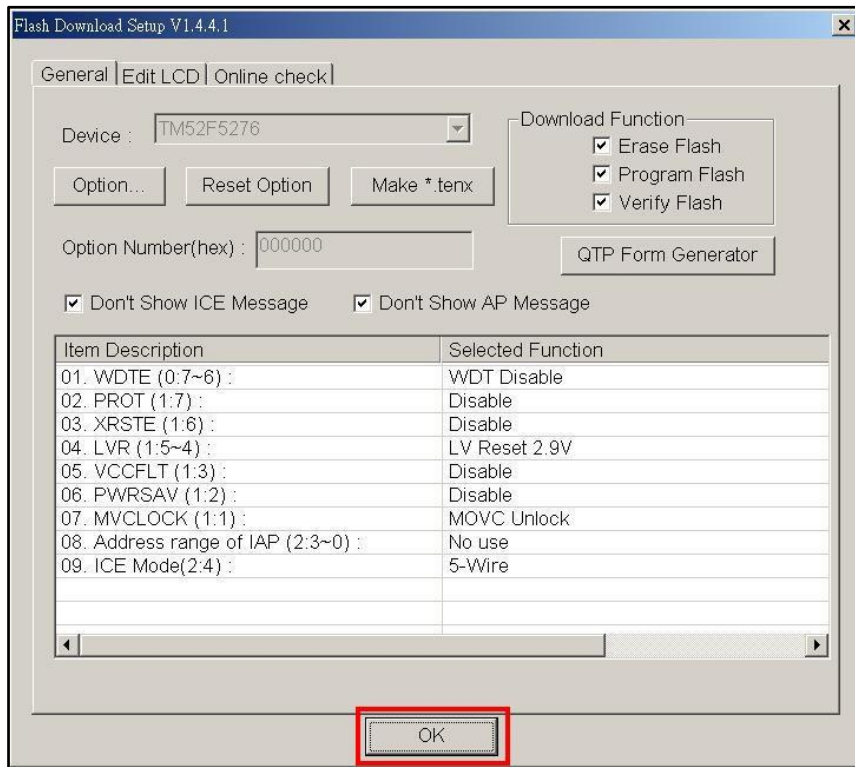 Flash Download Setup V1.4.4.1
General Edit LCD Online check
Device : TM52F5276
Download Function
Erase Flash
Program Flash
Verify Flash
Option... Reset Option Make *.tenx
Option Number(hex) : 000000
QTP Form Generator
Don't Show ICE Message Don't Show AP Message
Item Description Selected Function
01. WDTE (0:7~6) : WDT Disable
02. PROT (1:7) : Disable
03. XRSTE (1:6) : Disable
04. LVR (1:5~4) : LV Reset 2.9V
05. VCCFLT (1:3) : Disable
06. PWRSAV (1:2) : Disable
07. MVCLOCK (1:1) : MOVC Unlock
08. Address range of IAP (2:3~0) : No use
09. ICE Mode(2:4) : 5-Wire
OK